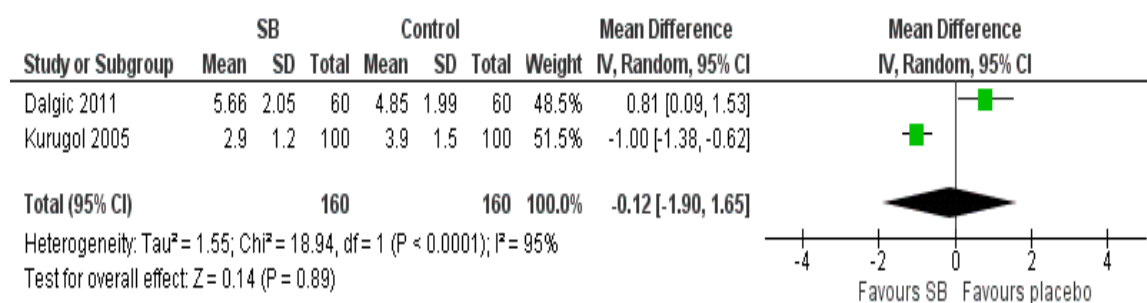 SB Control Mean Difference Mean Difference
Study or Subgroup Mean SD Total Mean SD Total Weight IV, Random, 95% CI IV, Random, 95% CI
Dalgic 2011 5.66 2.05 60 4.85 1.99 60 48.5% 0.81 [0.09, 1.53]
Kurugol 2005 2.9 1.2 100 3.9 1.5 100 51.5% -1.00 [-1.38, -0.62]
Total (95% CI) 160 160 100.0% -0.12 [-1.90, 1.65]
Heterogeneity: Tau² = 1.55; Chi² = 18.94, df = 1 (P < 0.0001); I² = 95%
Test for overall effect: Z = 0.14 (P = 0.89)
-4 -2 0 2 4
Favours SB Favours placebo